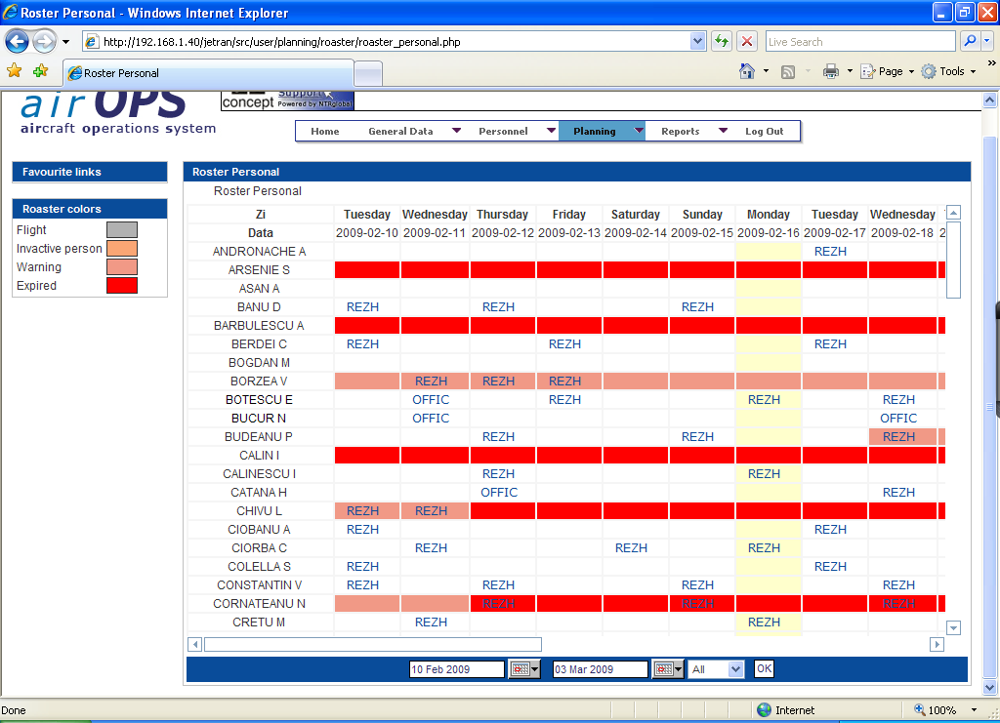 Roster Personal - Windows Internet Explorer
http://192.168.1.40/jetran/src/user/planning/roaster/roaster_personal.php
Live Search
Roster Personal
Page
Tools
air OPS
aircraft operations system
concept Support Powered by NTRglobal
Home General Data Personnel Planning Reports Log Out
Favourite links
Roaster colors
Flight
Invactive person
Warning
Expired
Roster Personal
Roster Personal
Zi Tuesday Wednesday Thursday Friday Saturday Sunday Monday Tuesday Wednesday
Data 2009-02-10 2009-02-11 2009-02-12 2009-02-13 2009-02-14 2009-02-15 2009-02-16 2009-02-17 2009-02-18 2
ANDRONACHE A REZH
ARSENIE S
ASAN A
BANU D REZH REZH REZH
BARBULESCU A
BERDEI C REZH REZH REZH
BOGDAN M
BORZEA V REZH REZH REZH
BOTESCU E OFFIC REZH REZH REZH
BUCUR N OFFIC OFFIC
BUDEANU P REZH REZH REZH
CALIN I
CALINESCU I REZH REZH
CATANA H OFFIC REZH
CHIVU L REZH REZH
CIOBANU A REZH REZH
CIORBA C REZH REZH REZH
COLELLA S REZH REZH
CONSTANTIN V REZH REZH REZH REZH
CORNATEANU N REZH REZH REZH
CRETU M REZH REZH
10 Feb 2009 03 Mar 2009 All OK
Done Internet 100%